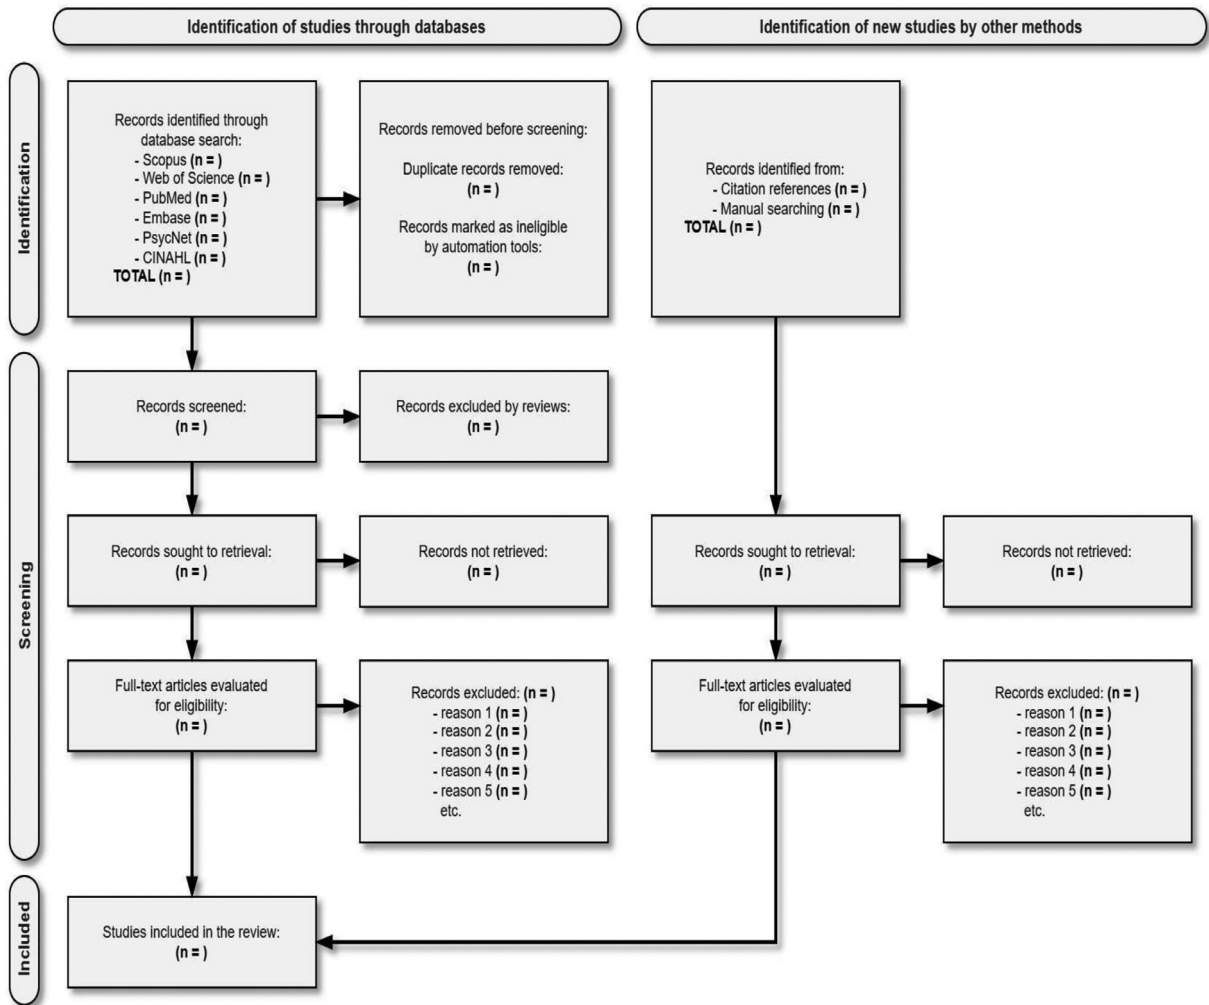 Identification of studies through databases
Identification of new studies by other methods
Identification
Records identified through
database search:
- Scopus (n = )
- Web of Science (n = )
- PubMed (n = )
- Embase (n = )
- PsycNet (n = )
- CINAHL (n = )
TOTAL (n = )
Records removed before screening:
Duplicate records removed:
(n = )
Records marked as ineligible
by automation tools:
(n = )
Records identified from:
- Citation references (n = )
- Manual searching (n = )
TOTAL (n = )
Screening
Records screened:
(n = )
Records excluded by reviews:
(n = )
Records sought to retrieval:
(n = )
Records not retrieved:
(n = )
Records sought to retrieval:
(n = )
Records not retrieved:
(n = )
Full-text articles evaluated
for eligibility:
(n = )
Records excluded: (n = )
- reason 1 (n = )
- reason 2 (n = )
- reason 3 (n = )
- reason 4 (n = )
- reason 5 (n = )
etc.
Full-text articles evaluated
for eligibility:
(n = )
Records excluded: (n = )
- reason 1 (n = )
- reason 2 (n = )
- reason 3 (n = )
- reason 4 (n = )
- reason 5 (n = )
etc.
Included
Studies included in the review:
(n = )